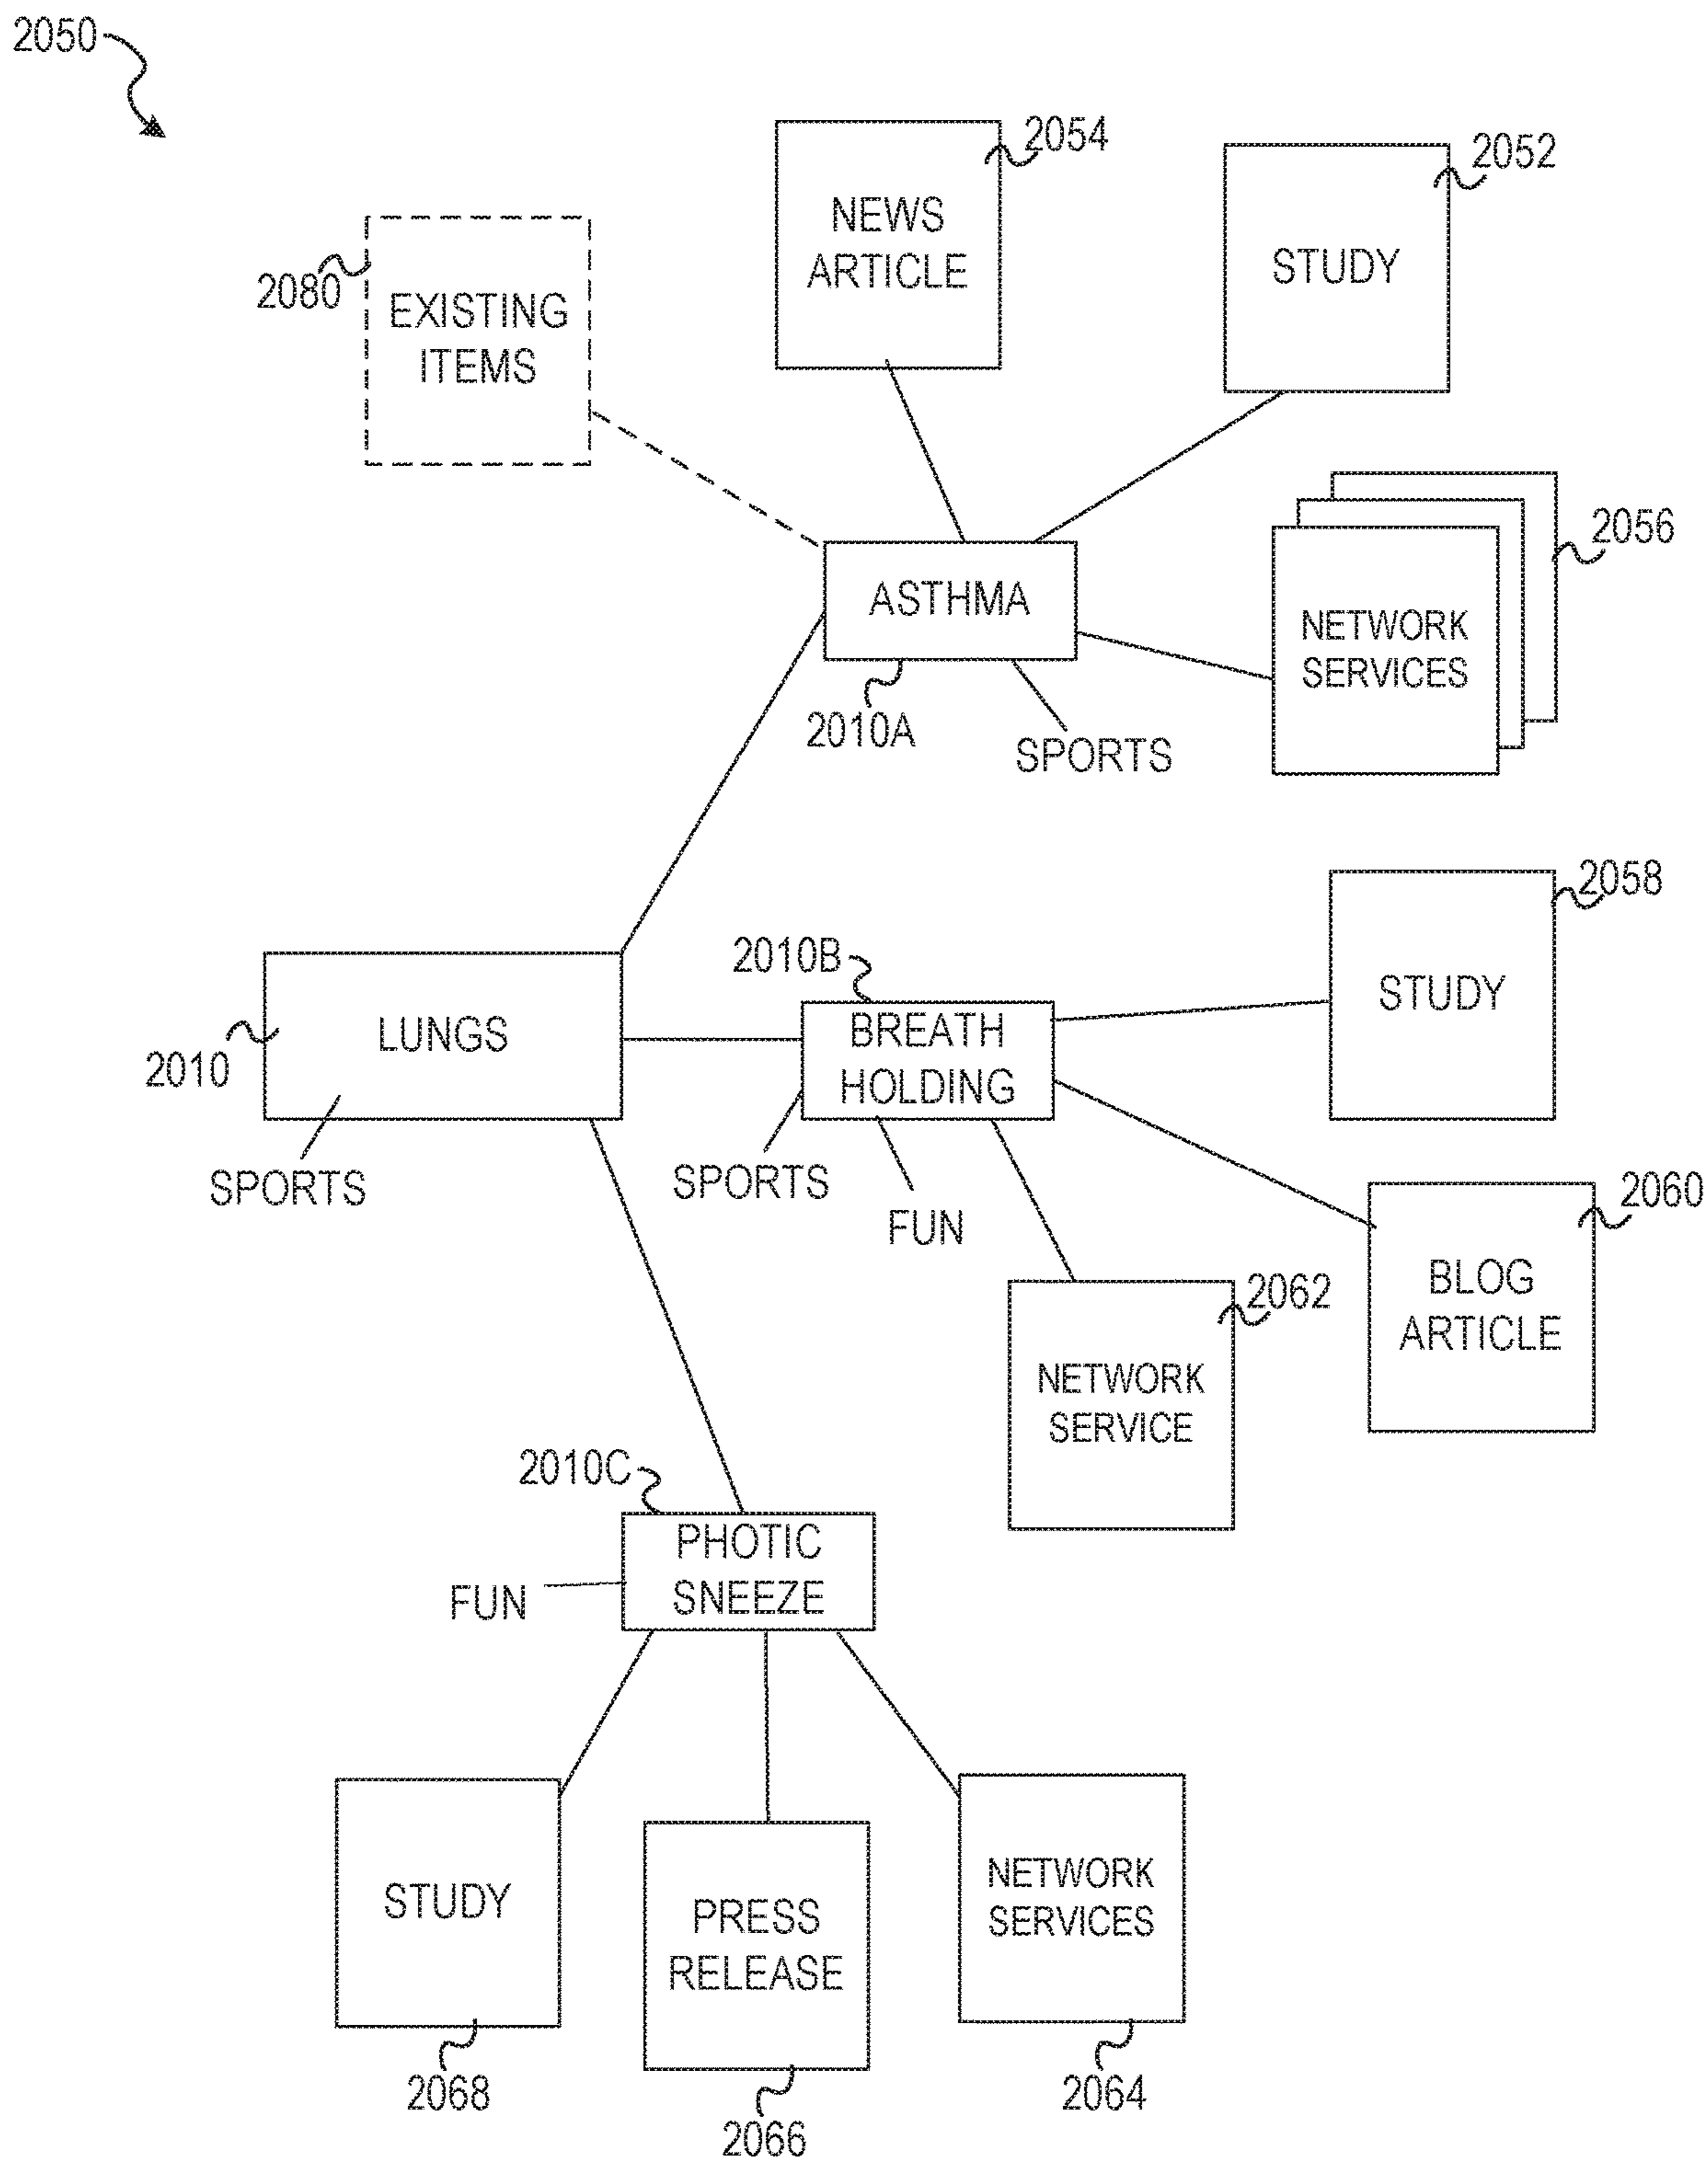 2050
2054
NEWS
ARTICLE
2052
STUDY
2080
EXISTING
ITEMS
2056
NETWORK
SERVICES
ASTHMA
2010A
SPORTS
2058
STUDY
2010B
BREATH
HOLDING
LUNGS
2010
SPORTS
SPORTS
FUN
2060
BLOG
ARTICLE
2062
NETWORK
SERVICE
2010C
PHOTIC
SNEEZE
FUN
STUDY
2068
PRESS
RELEASE
2066
NETWORK
SERVICES
2064